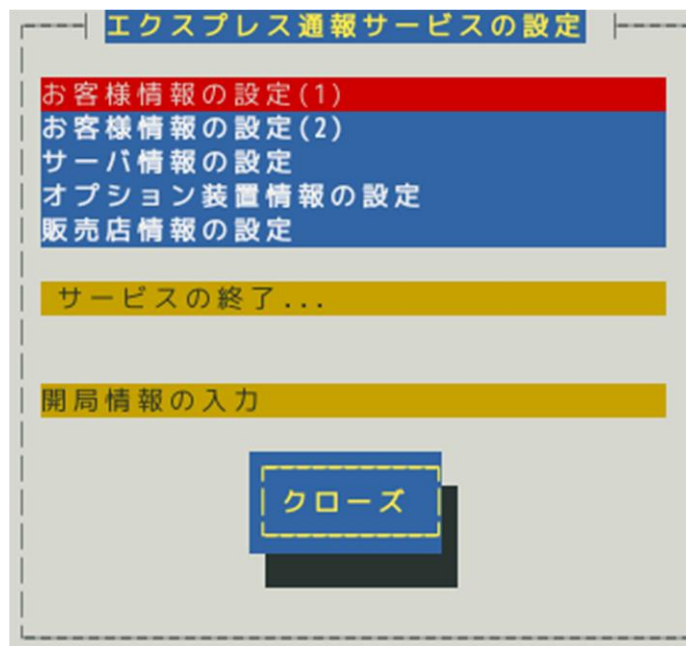 エクスプレス通報サービスの設定
お客様情報の設定(1)
お客様情報の設定(2)
サーバ情報の設定
オプション装置情報の設定
販売店情報の設定
サービスの終了...
開局情報の入力
クローズ